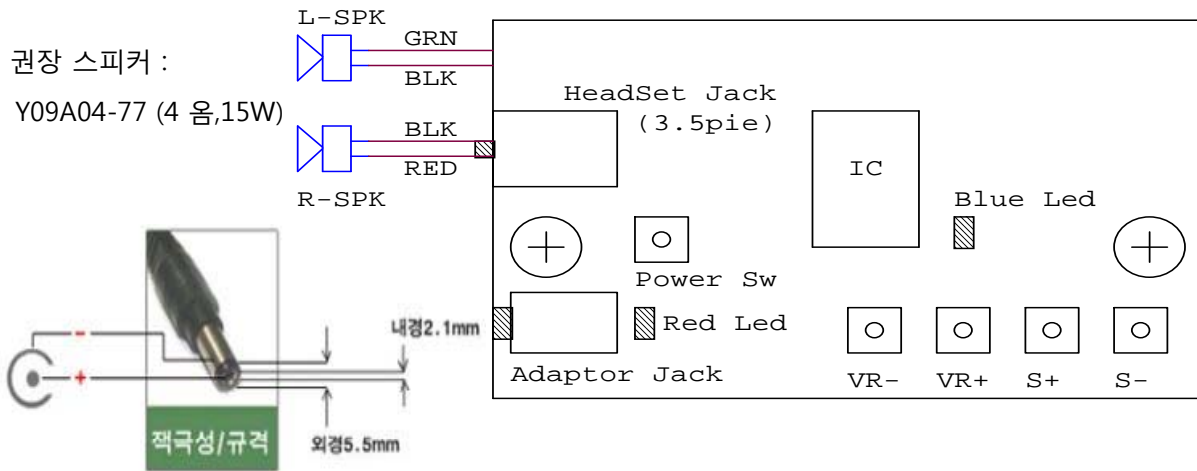 권장 스피커 :
Y09A04-77 (4 옴,15W)
L-SPK
GRN
BLK
BLK
RED
R-SPK
HeadSet Jack
(3.5pie)
IC
Blue Led
Power Sw
Red Led
Adaptor Jack
VR- VR+ S+ S-
-
+
내경2.1mm
외경5.5mm
잭극성/규격